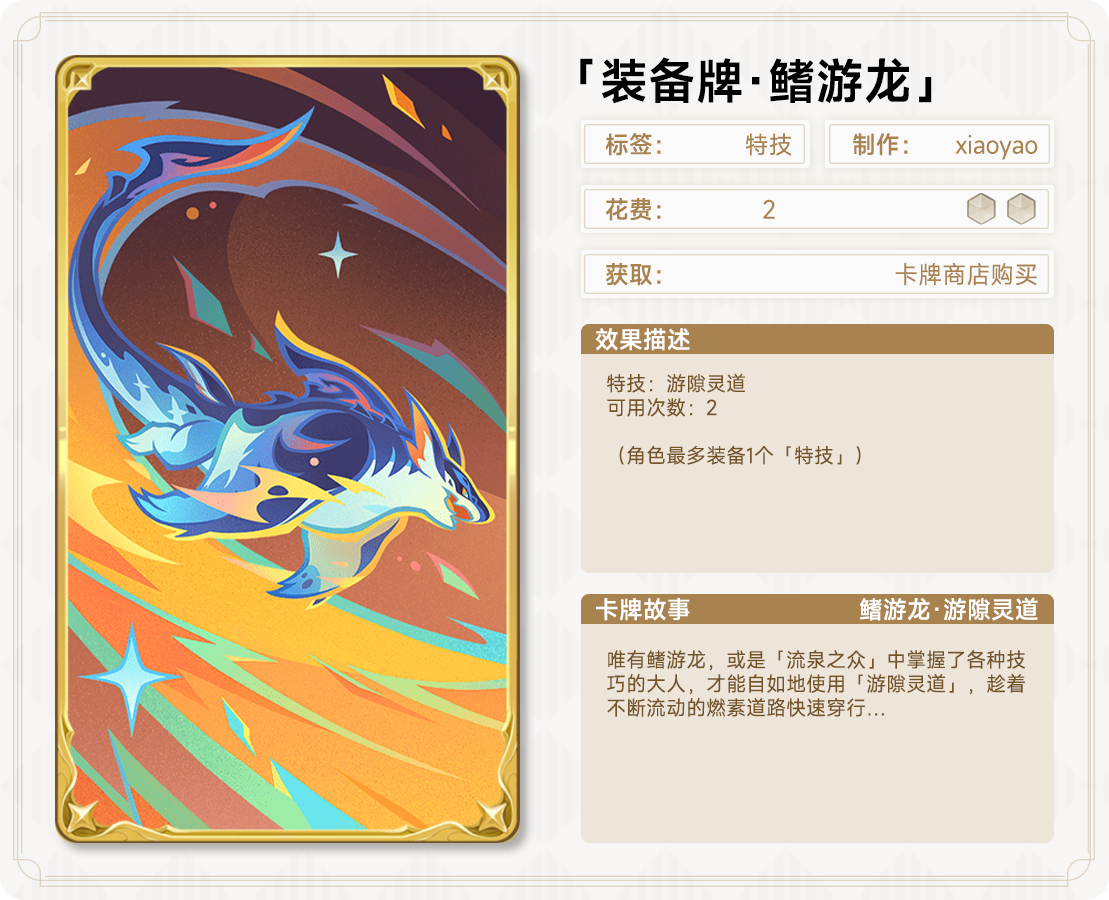 「装备牌·鳍游龙」
标签： 特技 制作： xiaoyao
花费： 2
获取： 卡牌商店购买
效果描述
特技：游隙灵道
可用次数：2
（角色最多装备1个「特技」）
卡牌故事 鳍游龙·游隙灵道
唯有鳍游龙，或是「流泉之众」中掌握了各种技
巧的大人，才能自如地使用「游隙灵道」，趁着
不断流动的燃素道路快速穿行...